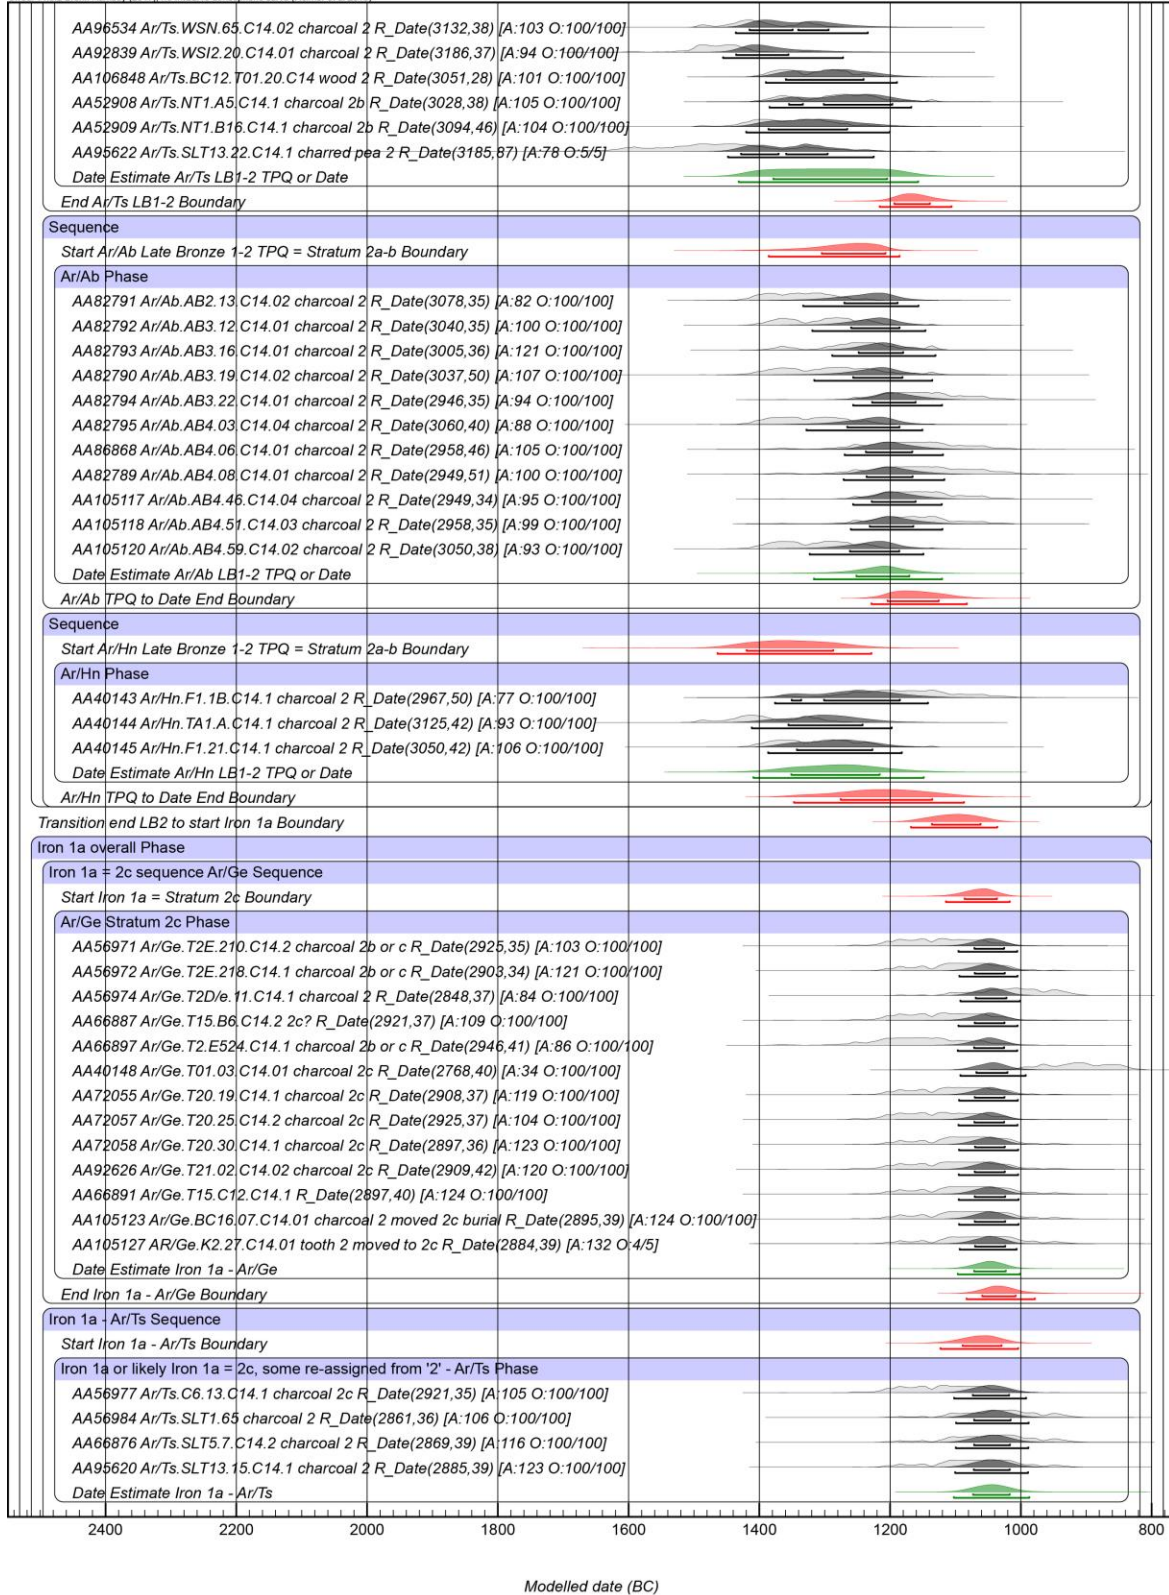 AA96534 Ar/Ts.WSN.65.C14.02 charcoal 2 R_Date(3132,38) [A:103 O:100/100]
AA92839 Ar/Ts.WSI2.20.C14.01 charcoal 2 R_Date(3186,37) [A:94 O:100/100]
AA106848 Ar/Ts.BC12.T01.20.C14 wood 2 R_Date(3051,28) [A:101 O:100/100]
AA52908 Ar/Ts.NT1.A5.C14.1 charcoal 2b R_Date(3028,38) [A:105 O:100/100]
AA52909 Ar/Ts.NT1.B16.C14.1 charcoal 2b R_Date(3094,46) [A:104 O:100/100]
AA95622 Ar/Ts.SLT13.22.C14.1 charred pea 2 R_Date(3185,87) [A:78 O:5/5]
Date Estimate Ar/Ts LB1-2 TPQ or Date
End Ar/Ts LB1-2 Boundary
Sequence
Start Ar/Ab Late Bronze 1-2 TPQ = Stratum 2a-b Boundary
Ar/Ab Phase
AA82791 Ar/Ab.AB2.13.C14.02 charcoal 2 R_Date(3078,35) [A:82 O:100/100]
AA82792 Ar/Ab.AB3.12.C14.01 charcoal 2 R_Date(3040,35) [A:100 O:100/100]
AA82793 Ar/Ab.AB3.16.C14.01 charcoal 2 R_Date(3005,36) [A:121 O:100/100]
AA82790 Ar/Ab.AB3.19.C14.02 charcoal 2 R_Date(3037,50) [A:107 O:100/100]
AA82794 Ar/Ab.AB3.22.C14.01 charcoal 2 R_Date(2946,35) [A:94 O:100/100]
AA82795 Ar/Ab.AB4.03.C14.04 charcoal 2 R_Date(3060,40) [A:88 O:100/100]
AA86868 Ar/Ab.AB4.06.C14.01 charcoal 2 R_Date(2958,46) [A:105 O:100/100]
AA82789 Ar/Ab.AB4.08.C14.01 charcoal 2 R_Date(2949,51) [A:100 O:100/100]
AA105117 Ar/Ab.AB4.46.C14.04 charcoal 2 R_Date(2949,34) [A:95 O:100/100]
AA105118 Ar/Ab.AB4.51.C14.03 charcoal 2 R_Date(2958,35) [A:99 O:100/100]
AA105120 Ar/Ab.AB4.59.C14.02 charcoal 2 R_Date(3050,38) [A:93 O:100/100]
Date Estimate Ar/Ab LB1-2 TPQ or Date
Ar/Ab TPQ to Date End Boundary
Sequence
Start Ar/Hn Late Bronze 1-2 TPQ = Stratum 2a-b Boundary
Ar/Hn Phase
AA40143 Ar/Hn.F1.1B.C14.1 charcoal 2 R_Date(2967,50) [A:77 O:100/100]
AA40144 Ar/Hn.TA1.A.C14.1 charcoal 2 R_Date(3125,42) [A:93 O:100/100]
AA40145 Ar/Hn.F1.21.C14.1 charcoal 2 R_Date(3050,42) [A:106 O:100/100]
Date Estimate Ar/Hn LB1-2 TPQ or Date
Ar/Hn TPQ to Date End Boundary
Transition end LB2 to start Iron 1a Boundary
Iron 1a overall Phase
Iron 1a = 2c sequence Ar/Ge Sequence
Start Iron 1a = Stratum 2c Boundary
Ar/Ge Stratum 2c Phase
AA56971 Ar/Ge.T2E.210.C14.2 charcoal 2b or c R_Date(2925,35) [A:103 O:100/100]
AA56972 Ar/Ge.T2E.218.C14.1 charcoal 2b or c R_Date(2903,34) [A:121 O:100/100]
AA56974 Ar/Ge.T2D/e.11.C14.1 charcoal 2 R_Date(2848,37) [A:84 O:100/100]
AA66887 Ar/Ge.T15.B6.C14.2 2c? R_Date(2921,37) [A:109 O:100/100]
AA66897 Ar/Ge.T2.E524.C14.1 charcoal 2b or c R_Date(2946,41) [A:86 O:100/100]
AA40148 Ar/Ge.T01.03.C14.01 charcoal 2c R_Date(2768,40) [A:34 O:100/100]
AA72055 Ar/Ge.T20.19.C14.1 charcoal 2c R_Date(2908,37) [A:119 O:100/100]
AA72057 Ar/Ge.T20.25.C14.2 charcoal 2c R_Date(2925,37) [A:104 O:100/100]
AA72058 Ar/Ge.T20.30.C14.1 charcoal 2c R_Date(2897,36) [A:123 O:100/100]
AA92626 Ar/Ge.T21.02.C14.02 charcoal 2c R_Date(2909,42) [A:120 O:100/100]
AA66891 Ar/Ge.T15.C12.C14.1 R_Date(2897,40) [A:124 O:100/100]
AA105123 Ar/Ge.BC16.07.C14.01 charcoal 2 moved 2c burial R_Date(2895,39) [A:124 O:100/100]
AA105127 AR/Ge.K2.27.C14.01 tooth 2 moved to 2c R_Date(2884,39) [A:132 O:4/5]
Date Estimate Iron 1a - Ar/Ge
End Iron 1a - Ar/Ge Boundary
Iron 1a - Ar/Ts Sequence
Start Iron 1a - Ar/Ts Boundary
Iron 1a or likely Iron 1a = 2c, some re-assigned from '2' - Ar/Ts Phase
AA56977 Ar/Ts.C6.13.C14.1 charcoal 2c R_Date(2921,35) [A:105 O:100/100]
AA56984 Ar/Ts.SLT1.65 charcoal 2 R_Date(2861,36) [A:106 O:100/100]
AA66876 Ar/Ts.SLT5.7.C14.2 charcoal 2 R_Date(2869,39) [A:116 O:100/100]
AA95620 Ar/Ts.SLT13.15.C14.1 charcoal 2 R_Date(2885,39) [A:123 O:100/100]
Date Estimate Iron 1a - Ar/Ts
2400 2200 2000 1800 1600 1400 1200 1000 800
Modelled date (BC)